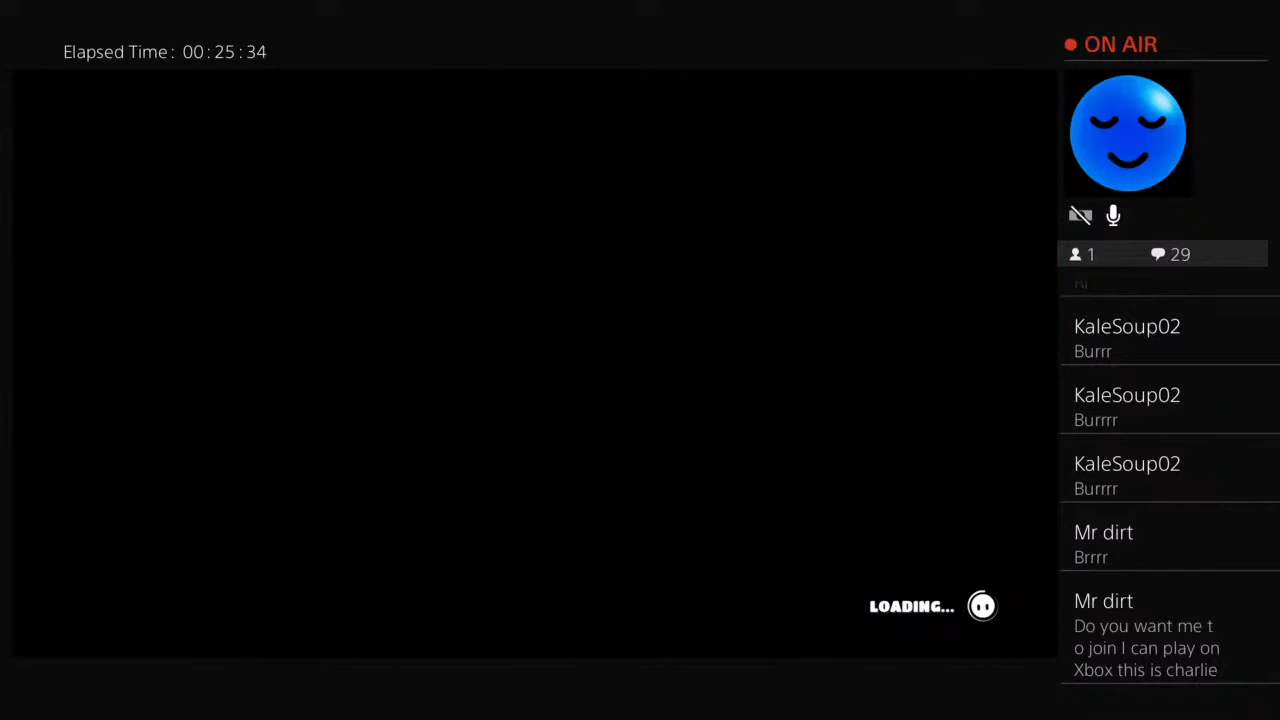 Elapsed Time: 00:25:34
ON AIR
1 29
KaleSoup02
Burrr
KaleSoup02
Burrrr
KaleSoup02
Burrrr
Mr dirt
Brrrr
Mr dirt
Do you want me t
o join I can play on
Xbox this is charlie
LOADING...